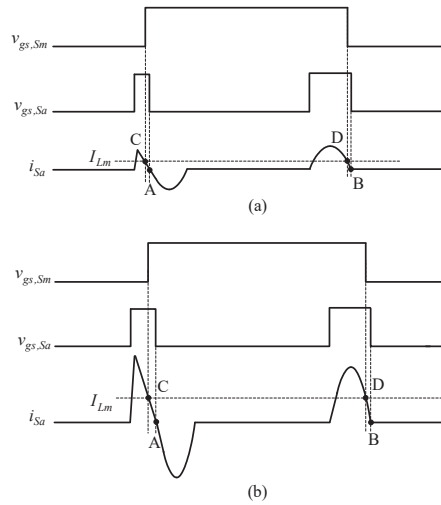 v_gs,Sm
v_gs,Sa
C
D
I_Lm
i_Sa
A
B
(a)
v_gs,Sm
v_gs,Sa
C
D
I_Lm
i_Sa
A
B
(b)